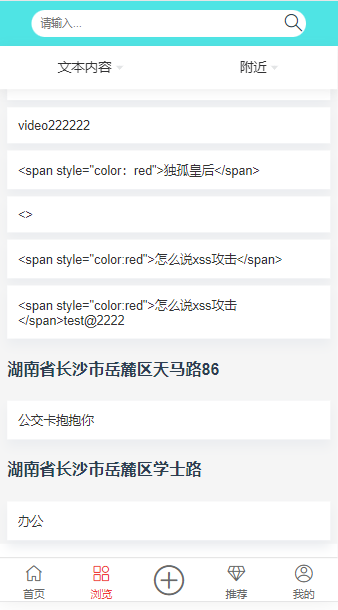 请输入...
文本内容 附近
video222222
<span style="color：red">独孤皇后</span>
<>
<span style="color:red">怎么说xss攻击</span>
<span style="color:red">怎么说xss攻击
</span>test@2222
湖南省长沙市岳麓区天马路86
公交卡抱抱你
湖南省长沙市岳麓区学士路
办公
首页 浏览 推荐 我的